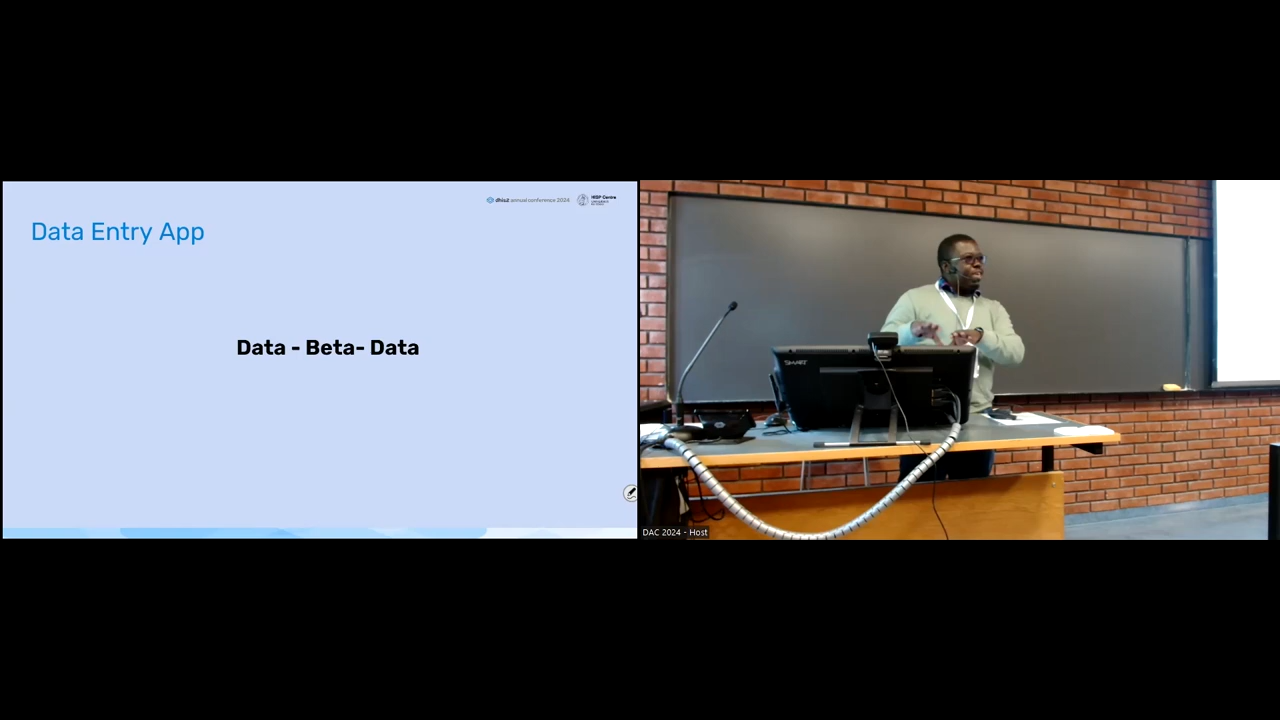 dhis2 annual conference 2024
HISP Centre
Data Entry App
Data - Beta- Data
SMART
DAC 2024 - Host